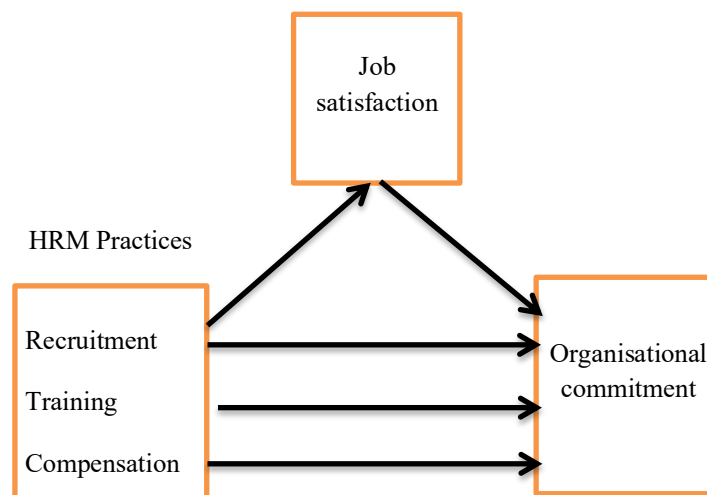 Job
satisfaction
HRM Practices
Recruitment
Training
Compensation
Organisational
commitment